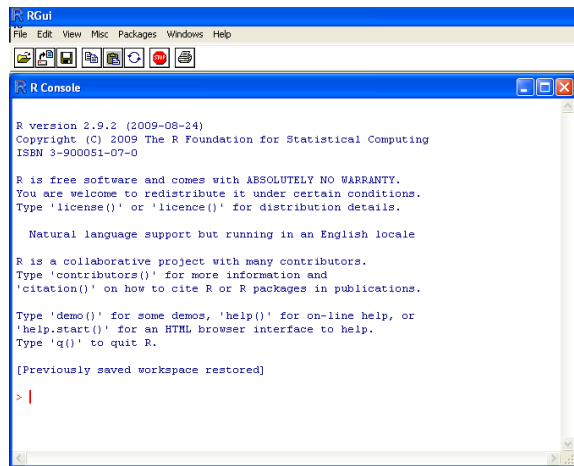 RGui
File Edit View Misc Packages Windows Help
STOP
R Console
R version 2.9.2 (2009-08-24)
Copyright (C) 2009 The R Foundation for Statistical Computing
ISBN 3-900051-07-0
R is free software and comes with ABSOLUTELY NO WARRANTY.
You are welcome to redistribute it under certain conditions.
Type 'license()' or 'licence()' for distribution details.
Natural language support but running in an English locale
R is a collaborative project with many contributors.
Type 'contributors()' for more information and
'citation()' on how to cite R or R packages in publications.
Type 'demo()' for some demos, 'help()' for on-line help, or
'help.start()' for an HTML browser interface to help.
Type 'q()' to quit R.
[Previously saved workspace restored]
>